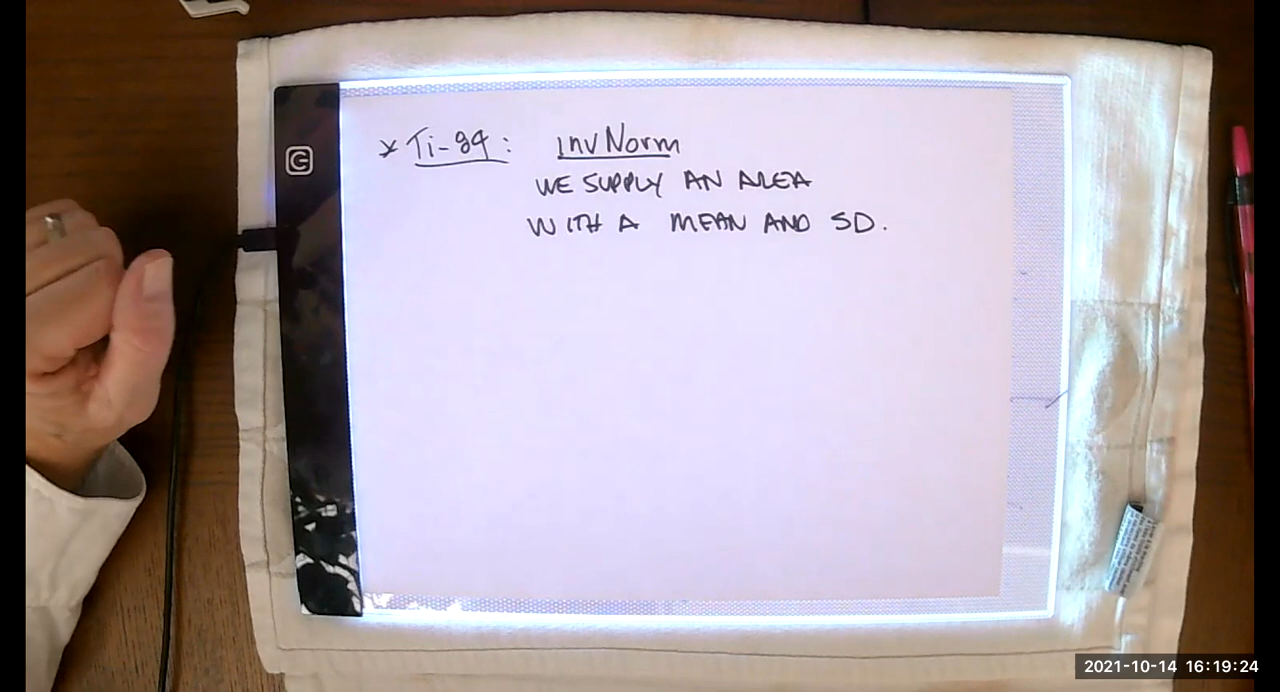 * Ti-84: invNorm
WE SUPPLY AN AREA
WITH A MEAN AND SD.
2021-10-14 16:19:24